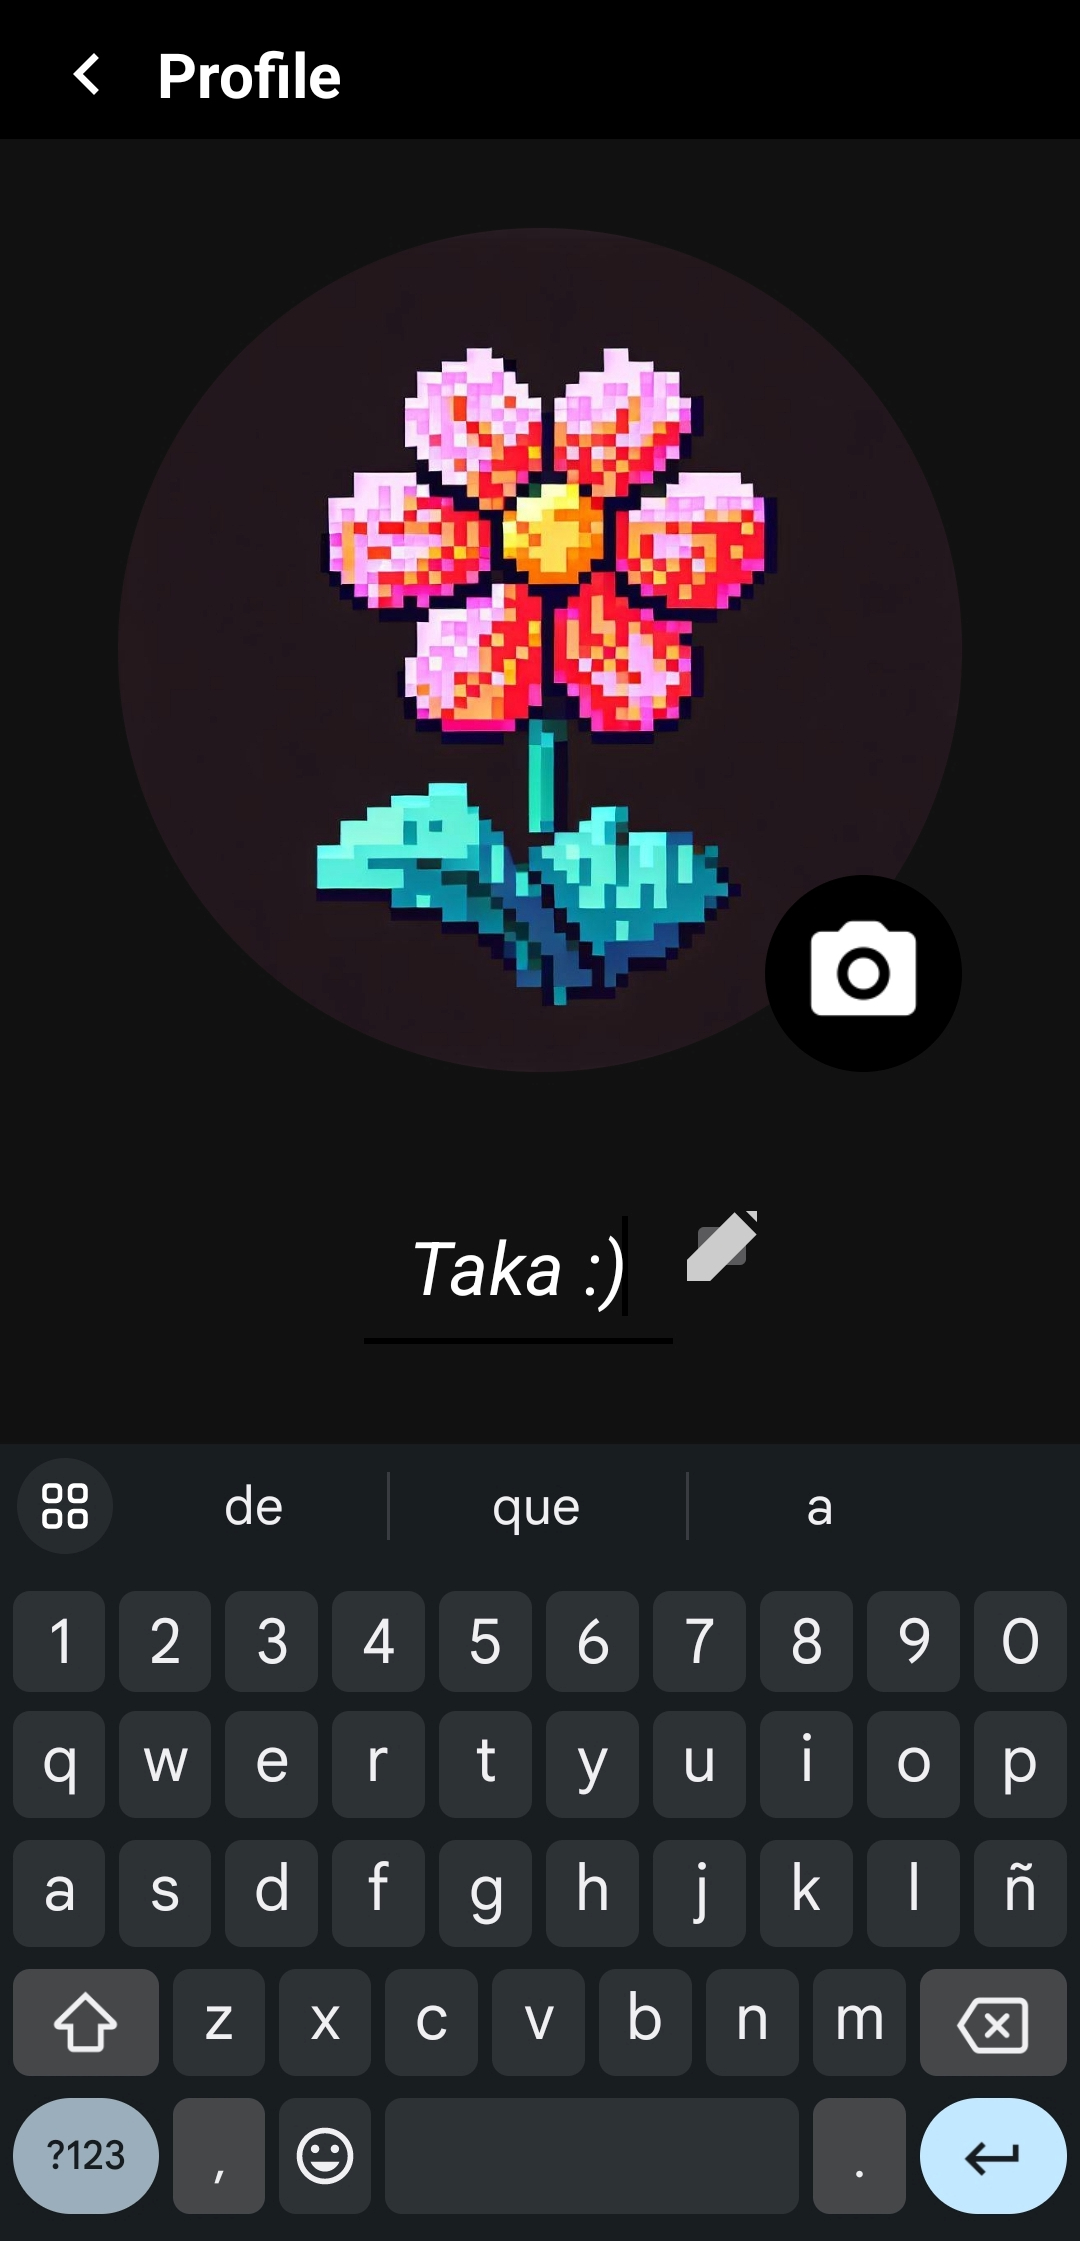 Profile
Taka :)
de que a
1 2 3 4 5 6 7 8 9 0
q w e r t y u i o p
a s d f g h j k l ñ
z x c v b n m
?123 , .